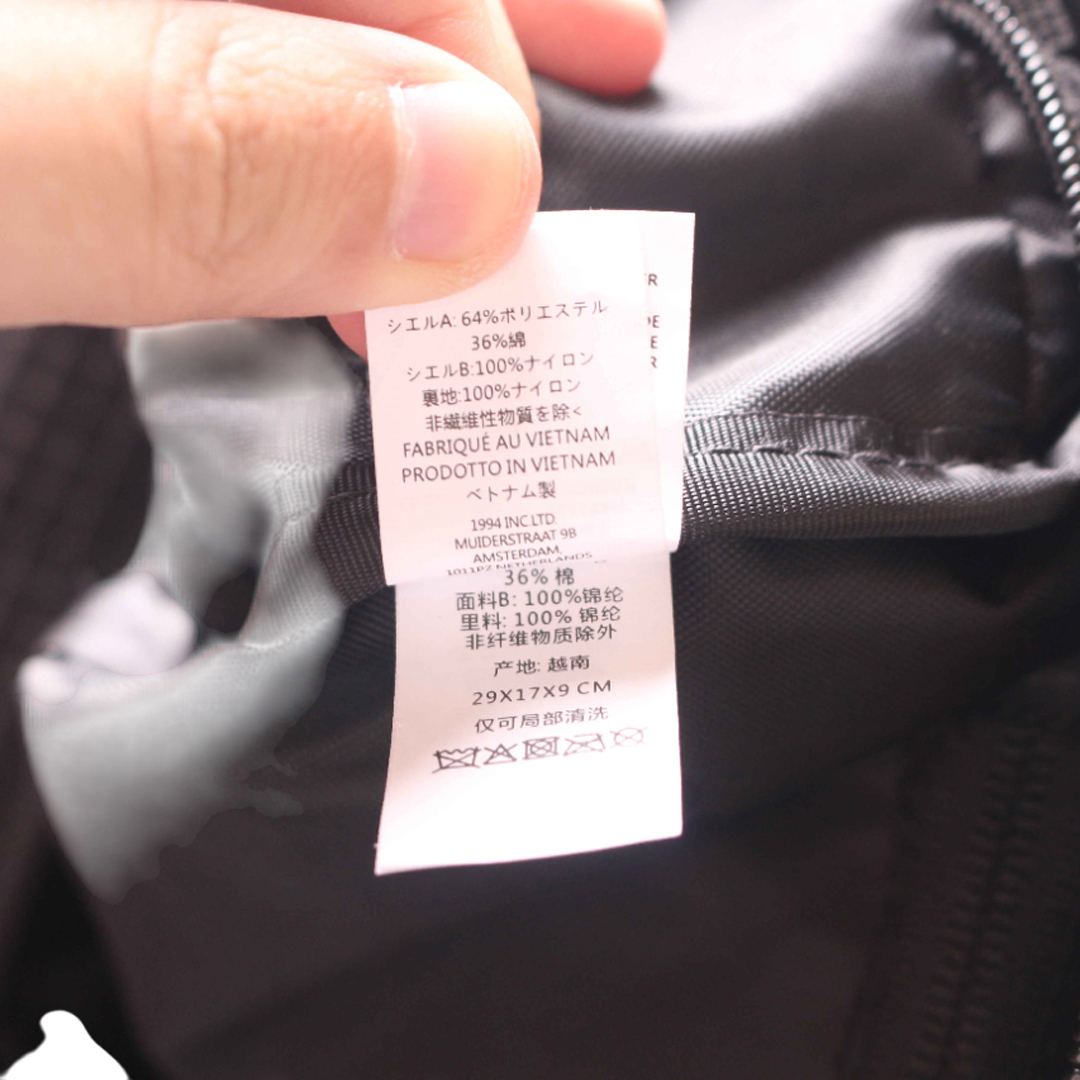 シエルA: 64%ポリエステル
36%綿
シエルB:100%ナイロン
裏地:100%ナイロン
非繊维性物質を除<
FABRIQUÉ AU VIETNAM
PRODOTTO IN VIETNAM
ベトナム製
1994 INC.LTD.
MUIDERSTRAAT 9B
AMSTERDAM,
1011PZ NETHERLANDS
36% 棉
面料B: 100%锦纶
里料: 100% 锦纶
非纤维物质除外
产地: 越南
29X17X9 CM
仅可局部清洗